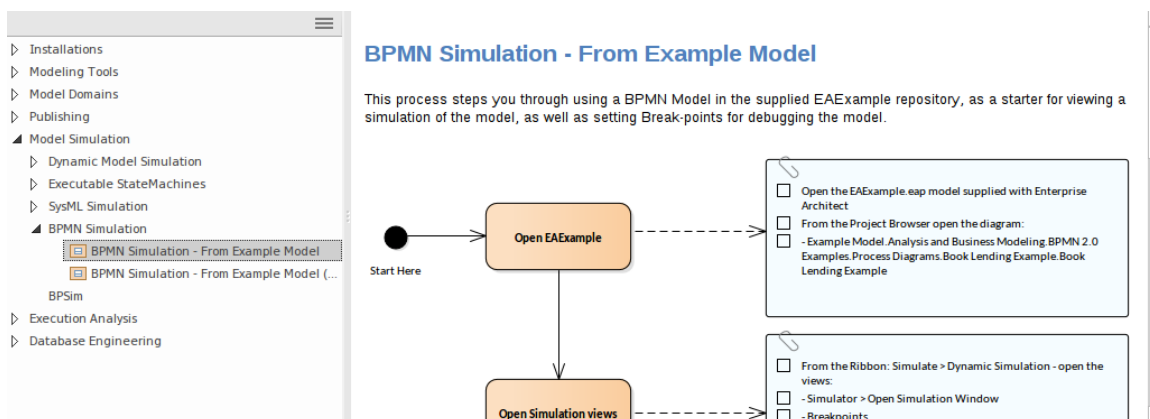 Installations
Modeling Tools
Model Domains
Publishing
Model Simulation
Dynamic Model Simulation
Executable StateMachines
SysML Simulation
BPMN Simulation
BPMN Simulation - From Example Model
BPMN Simulation - From Example Model (...
BPSim
Execution Analysis
Database Engineering
BPMN Simulation - From Example Model
This process steps you through using a BPMN Model in the supplied EAExample repository, as a starter for viewing a
simulation of the model, as well as setting Break-points for debugging the model.
Start Here
Open EAExample
Open the EAExample.eap model supplied with Enterprise
Architect
From the Project Browser open the diagram:
- Example Model.Analysis and Business Modeling.BPMN 2.0
Examples.Process Diagrams.Book Lending Example.Book
Lending Example
Open Simulation views
From the Ribbon: Simulate > Dynamic Simulation - open the
views:
- Simulator > Open Simulation Window
- Breakpoints